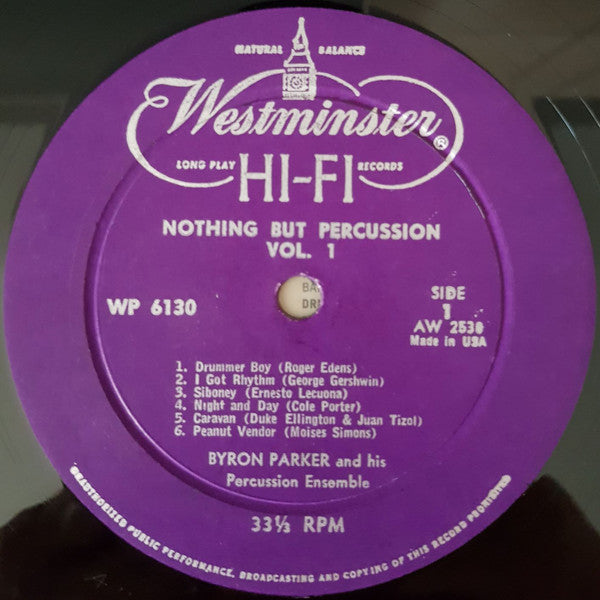 NATURAL BALANCE
Westminster®
LONG PLAY RECORDS
HI-FI
NOTHING BUT PERCUSSION
VOL. 1
WP 6130
SIDE
1
AW 2530
Made in USA
1. Drummer Boy (Roger Edens)
2. I Got Rhythm (George Gershwin)
3. Siboney (Ernesto Lecuona)
4. Night and Day (Cole Porter)
5. Caravan (Duke Ellington & Juan Tizol)
6. Peanut Vendor (Moises Simons)
BYRON PARKER and his
Percussion Ensemble
33⅓ RPM
UNAUTHORIZED PUBLIC PERFORMANCE, BROADCASTING AND COPYING OF THIS RECORD PROHIBITED